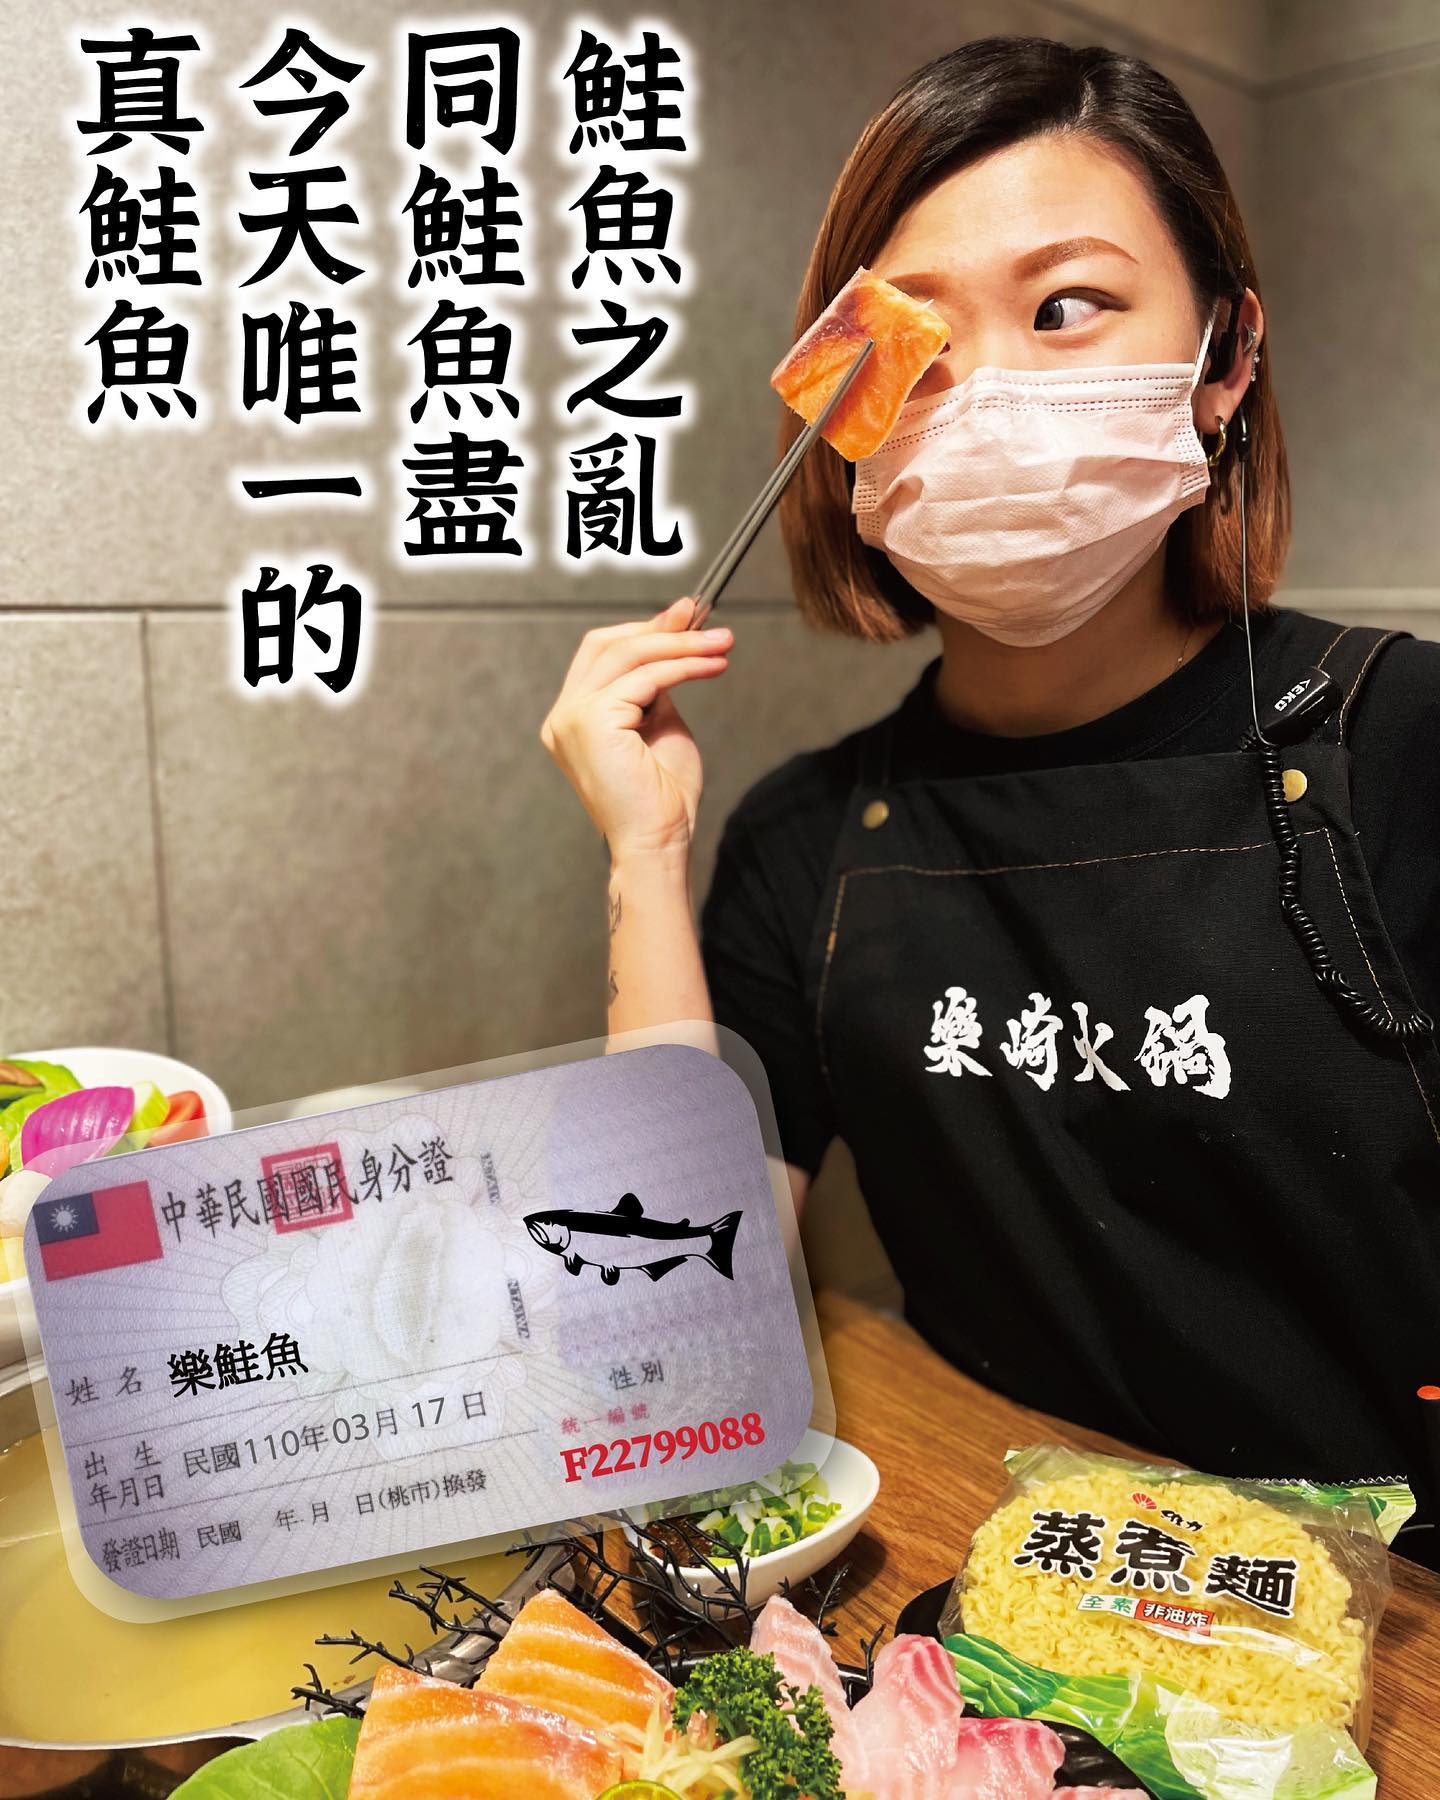 鮭魚之亂
同鮭魚盡
今天唯一的
真鮭魚
KEKO
樂崎火鍋
中華民國國民身分證
姓名 樂鮭魚
出生年月日 民國110年03月17日
性別
統一編號
F22799088
發證日期 民國 年 月 日(桃市)換發
維力
蒸煮麵
全素 非油炸